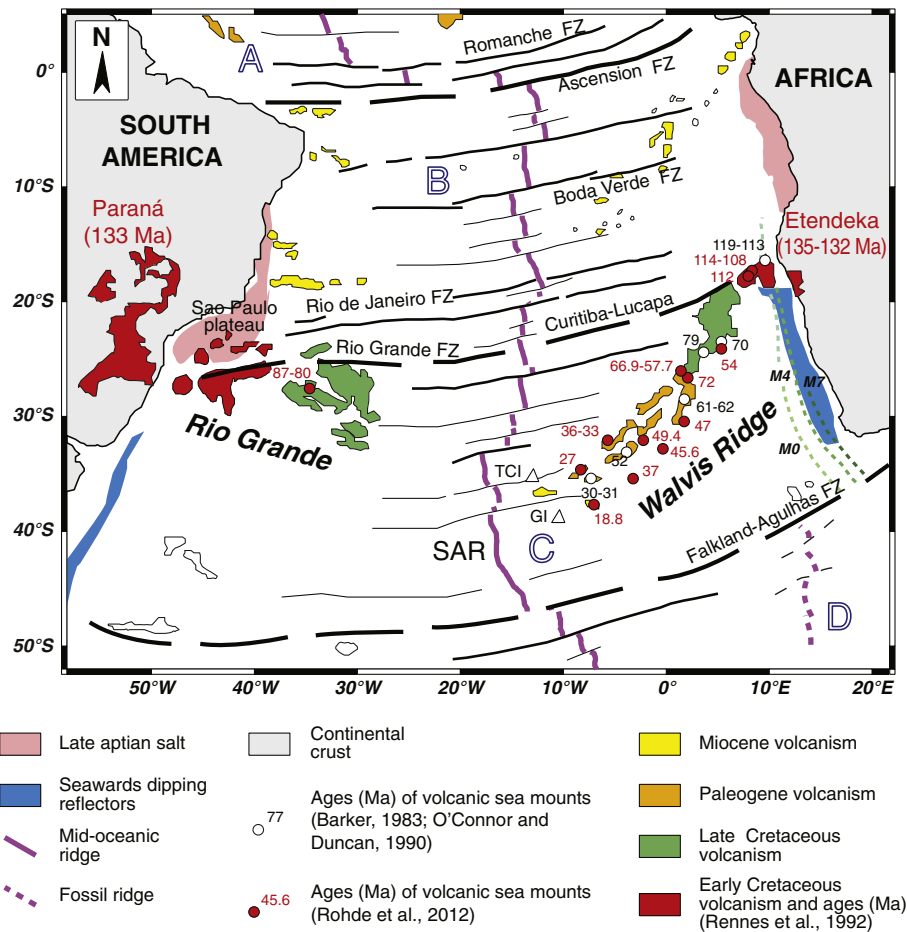 N
A
Romanche FZ
Ascension FZ
AFRICA
0°
SOUTH
AMERICA
B
10°S
Boda Verde FZ
Paraná
(133 Ma)
Etendeka
(135-132 Ma)
119-113
114-108
112
20°S
Sao Paulo
plateau
Rio de Janeiro FZ
Curitiba-Lucapa
Rio Grande FZ
79
70
54
87-80
66.9-57.7
72
M4
M7
61-62
30°S
Rio Grande
36-33
47
49.4
45.6
52
M0
Walvis Ridge
TCI
27
37
30-31
GI
18.8
40°S
SAR
C
Falkland-Agulhas FZ
D
50°S
50°W
40°W
30°W
20°W
10°W
0°
10°E
20°E
Late aptian salt
Seawards dipping
reflectors
Mid-oceanic
ridge
Fossil ridge
Continental
crust
77
Ages (Ma) of volcanic sea mounts
(Barker, 1983; O'Connor and
Duncan, 1990)
45.6
Ages (Ma) of volcanic sea mounts
(Rohde et al., 2012)
Miocene volcanism
Paleogene volcanism
Late Cretaceous
volcanism
Early Cretaceous
volcanism and ages (Ma)
(Rennes et al., 1992)